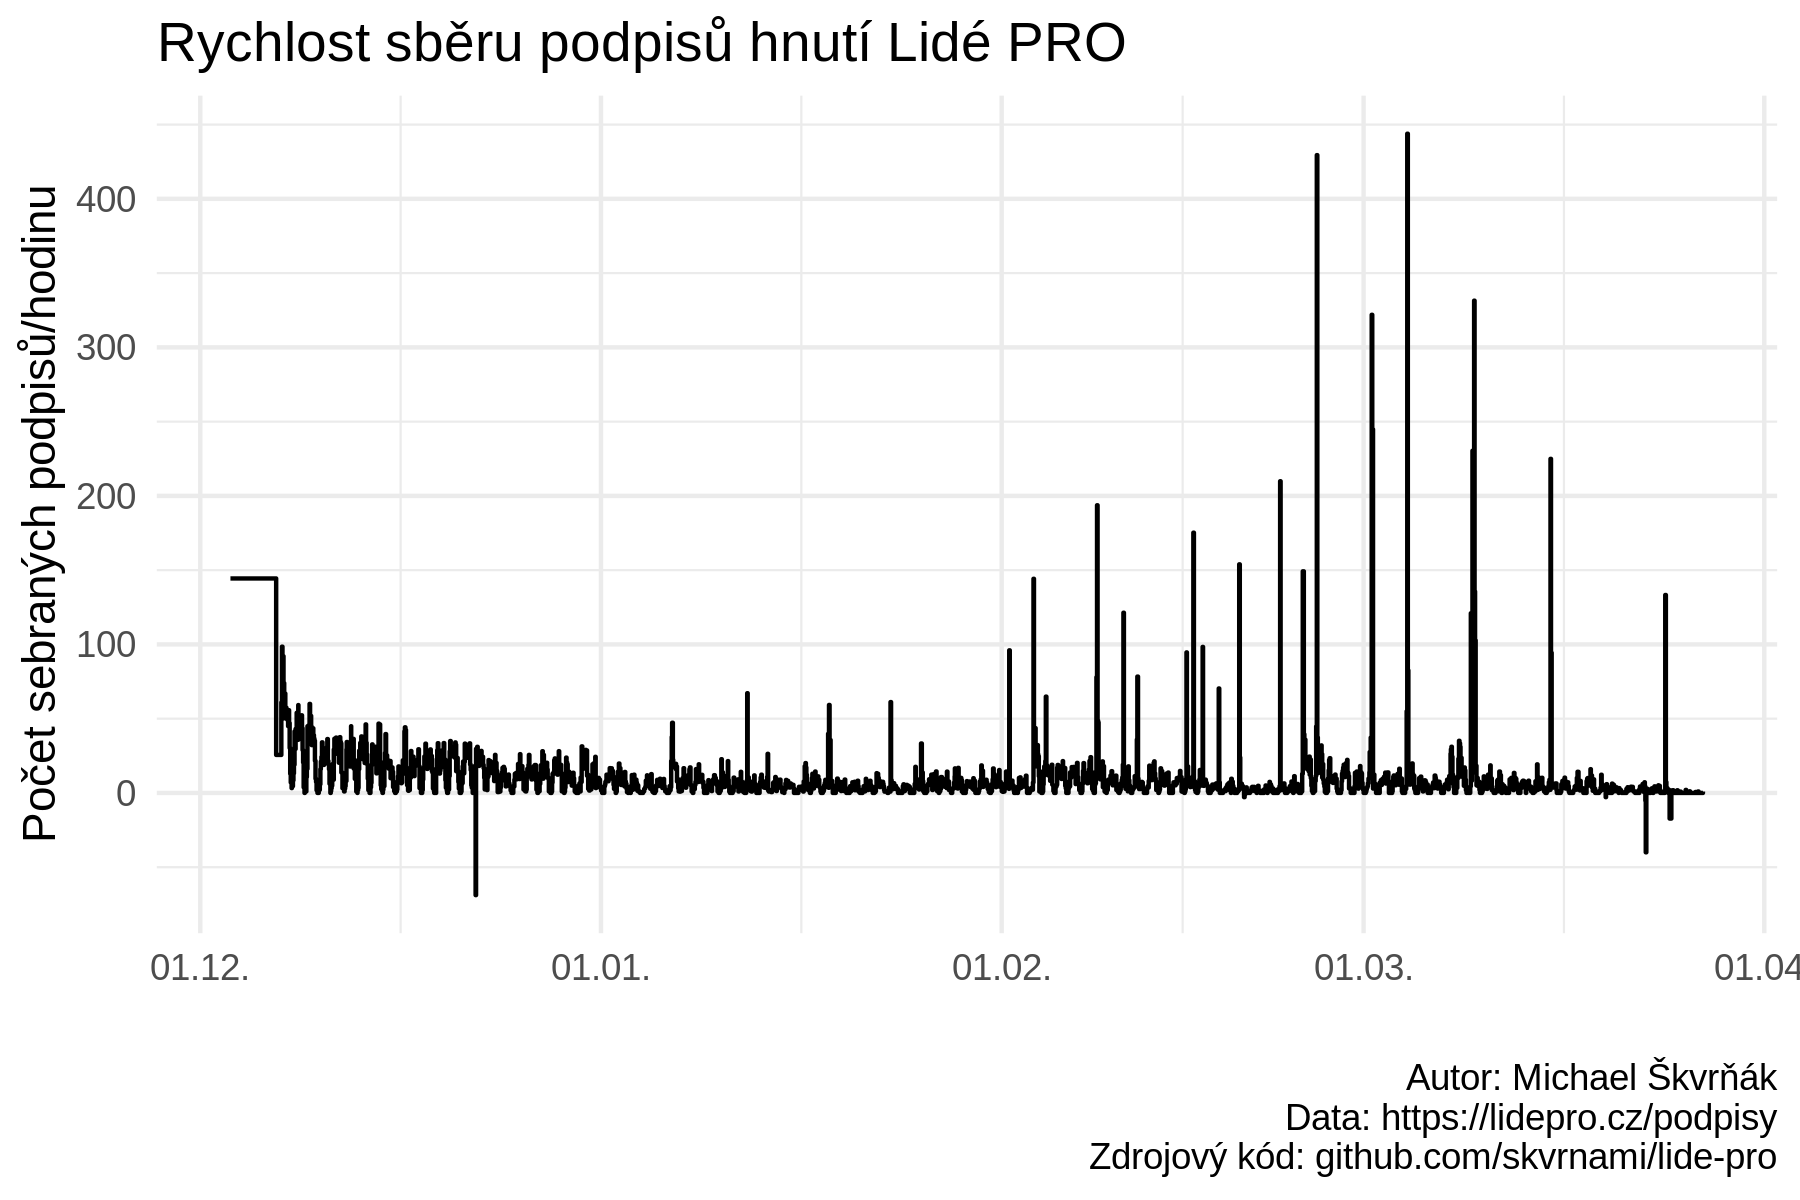 Rychlost sběru podpisů hnutí Lidé PRO
Počet sebraných podpisů/hodinu
400
300
200
100
0
01.12.
01.01.
01.02.
01.03.
01.04
Autor: Michael Škvrňák
Data: https://lidepro.cz/podpisy
Zdrojový kód: github.com/skvrnami/lide-pro